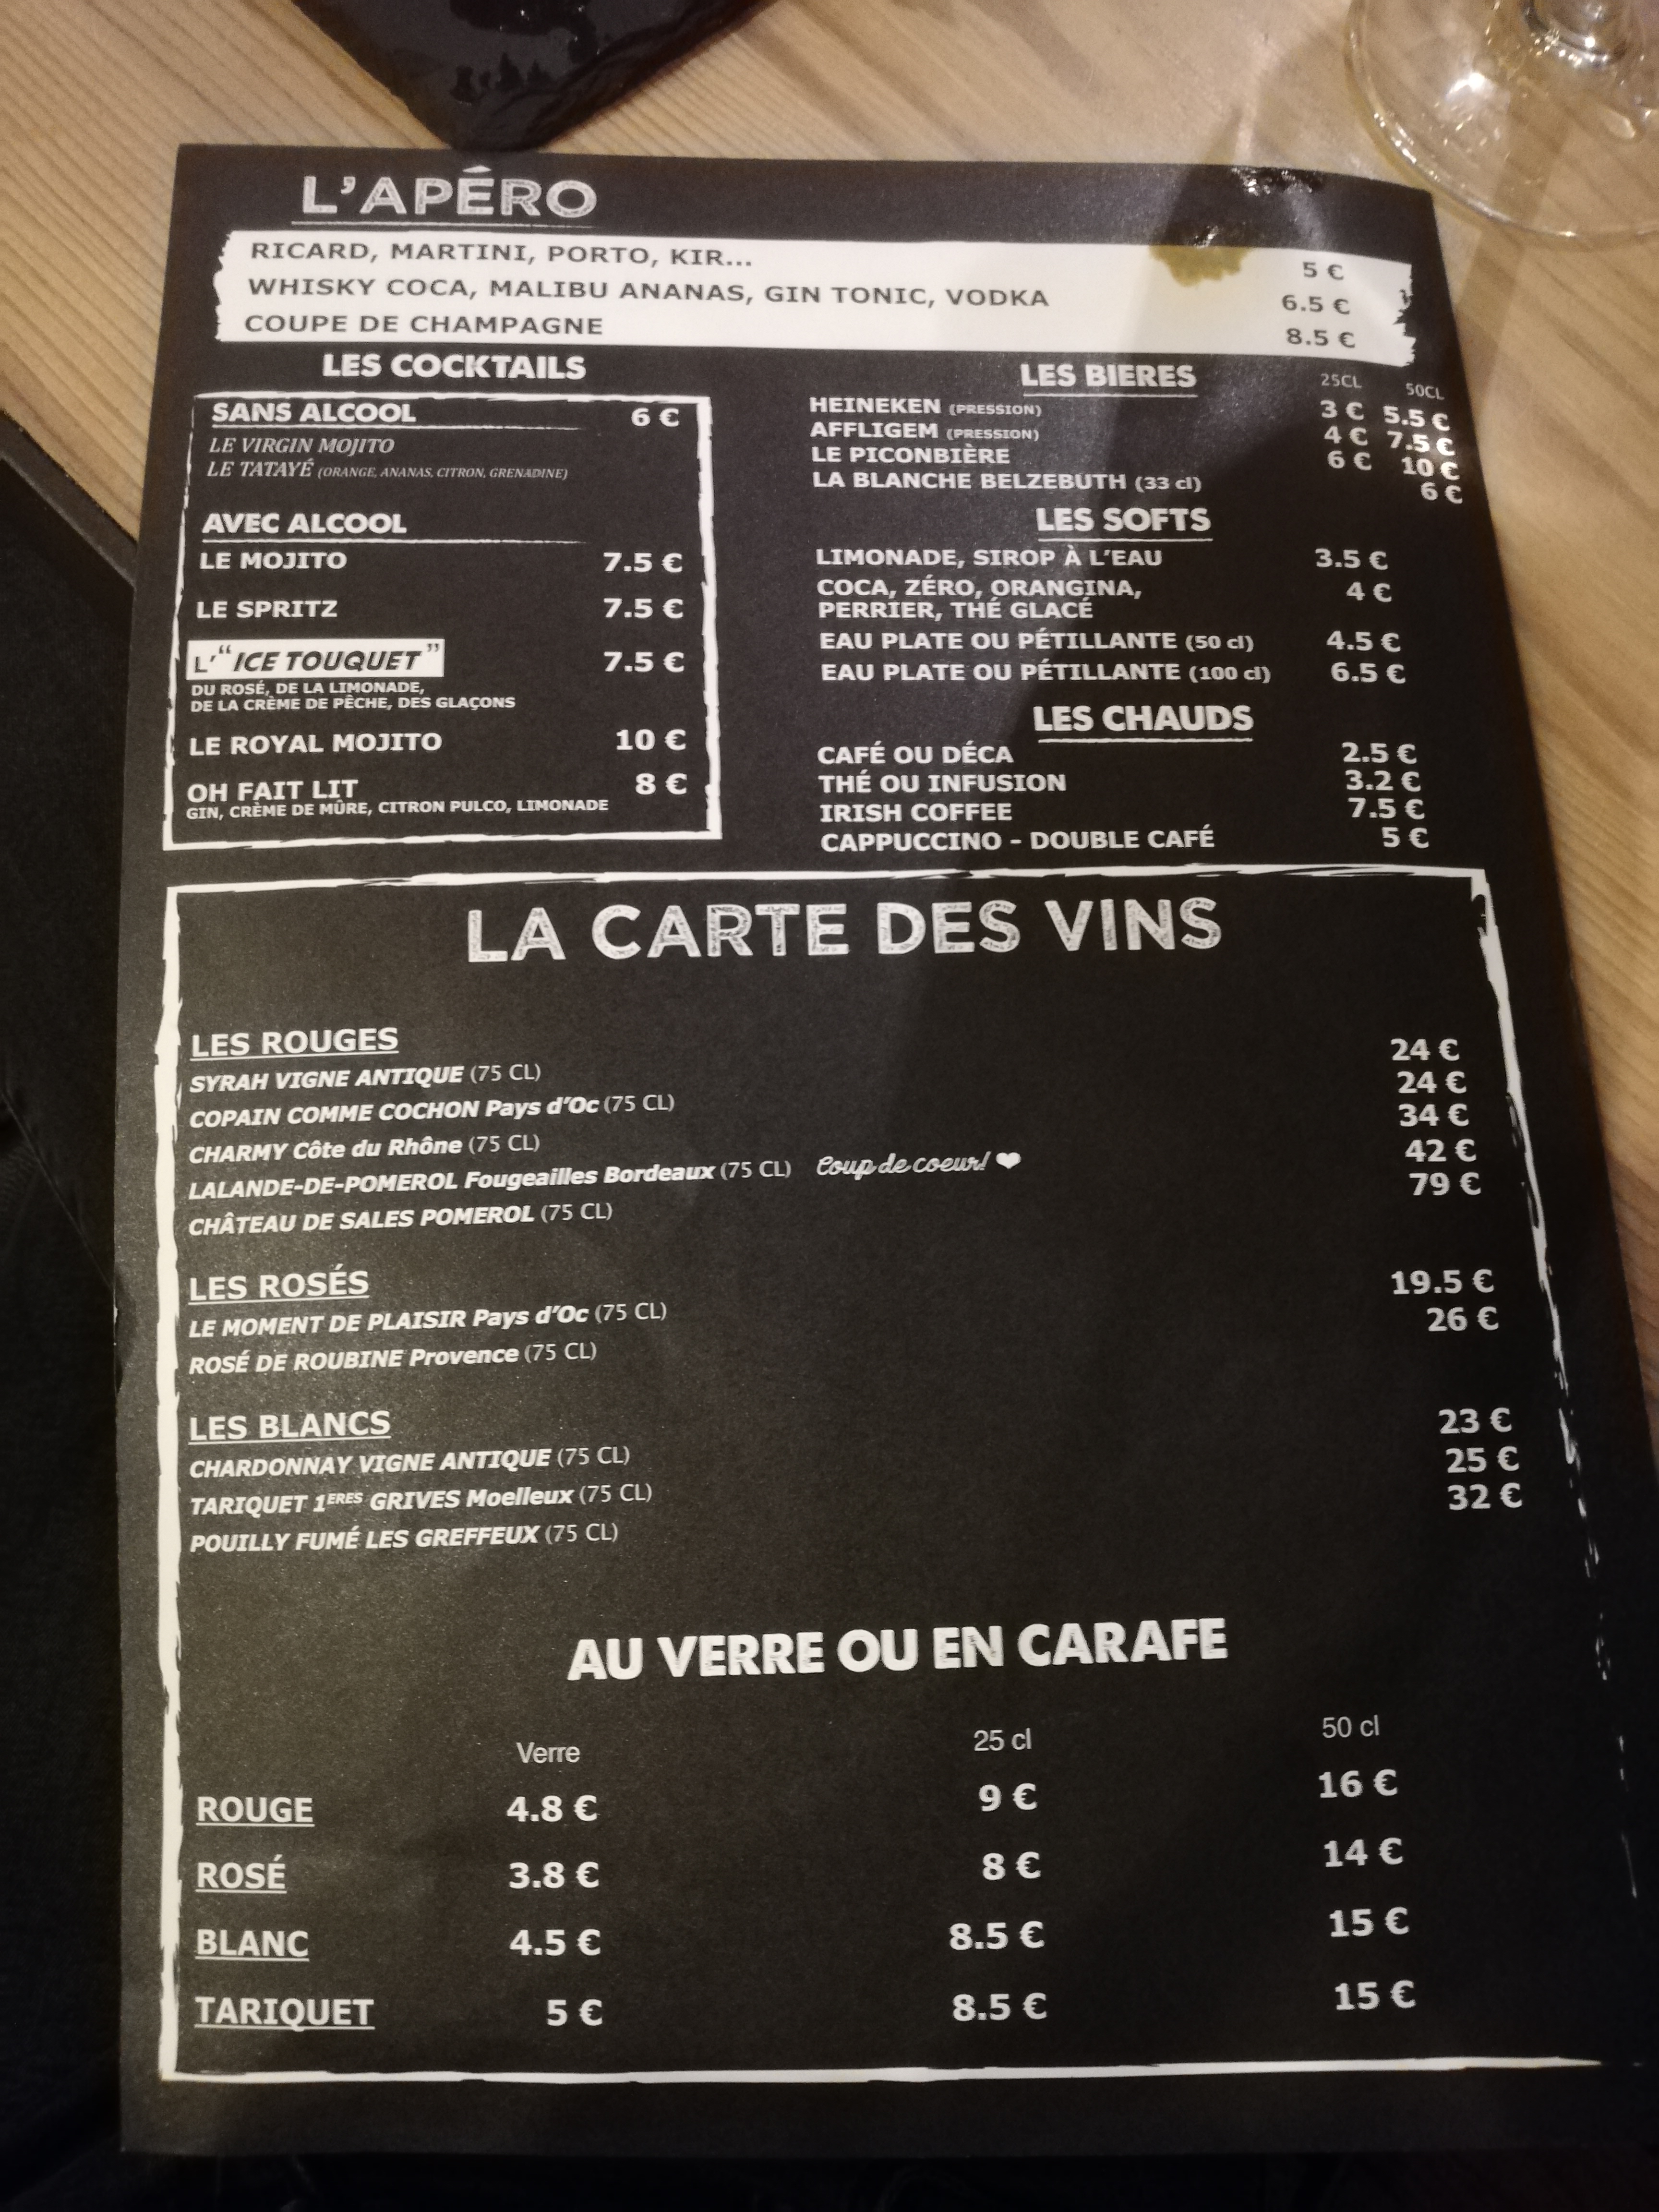 L'APÉRO
RICARD, MARTINI, PORTO, KIR... 5 €
WHISKY COCA, MALIBU ANANAS, GIN TONIC, VODKA 6.5 €
COUPE DE CHAMPAGNE 8.5 €
LES COCKTAILS
SANS ALCOOL 6 €
LE VIRGIN MOJITO
LE TATAYÉ (ORANGE, ANANAS, CITRON, GRENADINE)
AVEC ALCOOL
LE MOJITO 7.5 €
LE SPRITZ 7.5 €
L'"ICE TOUQUET" 7.5 €
DU ROSÉ, DE LA LIMONADE,
DE LA CRÈME DE PÊCHE, DES GLAÇONS
LE ROYAL MOJITO 10 €
OH FAIT LIT 8 €
GIN, CRÈME DE MÛRE, CITRON PULCO, LIMONADE
LES BIERES 25CL 50CL
HEINEKEN (PRESSION) 3 € 5.5 €
AFFLIGEM (PRESSION) 4 € 7.5 €
LE PICONBIÈRE 6 € 10 €
LA BLANCHE BELZEBUTH (33 cl) 6 €
LES SOFTS
LIMONADE, SIROP À L'EAU 3.5 €
COCA, ZÉRO, ORANGINA, 4 €
PERRIER, THÉ GLACÉ
EAU PLATE OU PÉTILLANTE (50 cl) 4.5 €
EAU PLATE OU PÉTILLANTE (100 cl) 6.5 €
LES CHAUDS
CAFÉ OU DÉCA 2.5 €
THÉ OU INFUSION 3.2 €
IRISH COFFEE 7.5 €
CAPPUCCINO - DOUBLE CAFÉ 5 €
LA CARTE DES VINS
LES ROUGES
SYRAH VIGNE ANTIQUE (75 CL) 24 €
COPAIN COMME COCHON Pays d'Oc (75 CL) 24 €
CHARMY Côte du Rhône (75 CL) 34 €
LALANDE-DE-POMEROL Fougeailles Bordeaux (75 CL) Coup de coeur! ❤ 42 €
CHÂTEAU DE SALES POMEROL (75 CL) 79 €
LES ROSÉS
LE MOMENT DE PLAISIR Pays d'Oc (75 CL) 19.5 €
ROSÉ DE ROUBINE Provence (75 CL) 26 €
LES BLANCS
CHARDONNAY VIGNE ANTIQUE (75 CL) 23 €
TARIQUET 1ERES GRIVES Moelleux (75 CL) 25 €
POUILLY FUMÉ LES GREFFEUX (75 CL) 32 €
AU VERRE OU EN CARAFE
Verre 25 cl 50 cl
ROUGE 4.8 € 9 € 16 €
ROSÉ 3.8 € 8 € 14 €
BLANC 4.5 € 8.5 € 15 €
TARIQUET 5 € 8.5 € 15 €